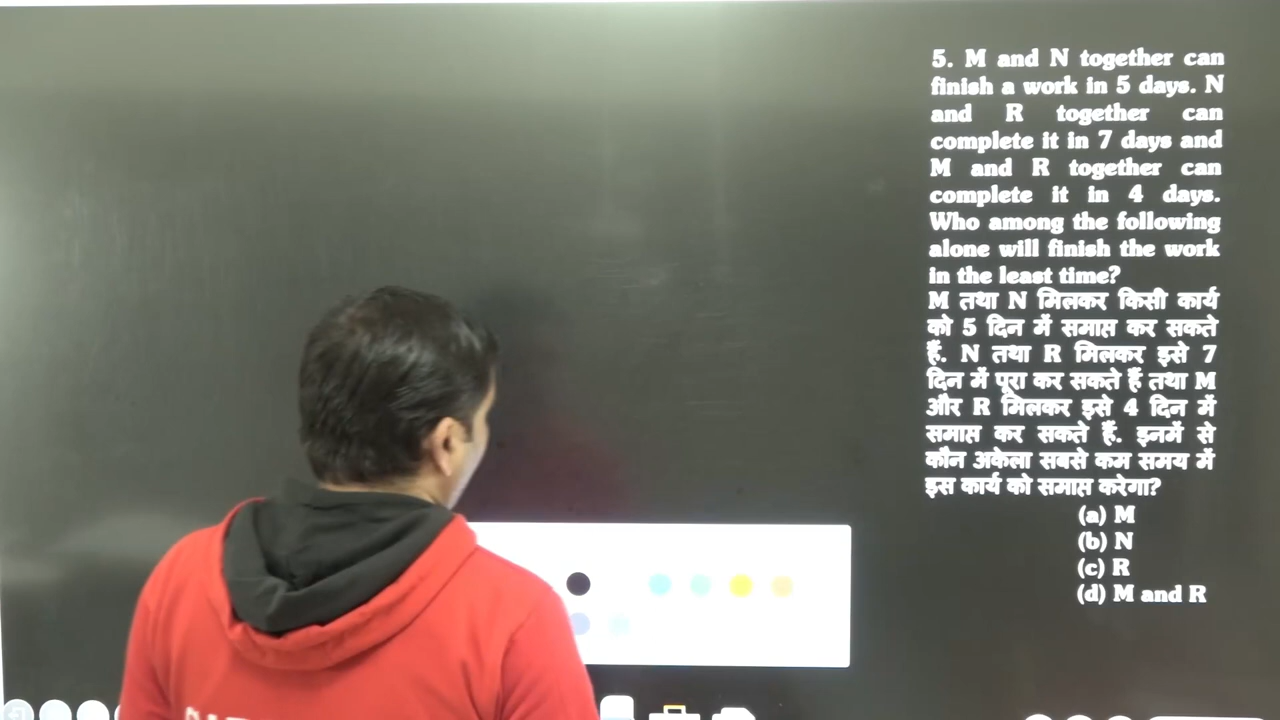 5. M and N together can
finish a work in 5 days. N
and R together can
complete it in 7 days and
M and R together can
complete it in 4 days.
Who among the following
alone will finish the work
in the least time?
M तथा N मिलकर किसी कार्य
को 5 दिन में समाप्त कर सकते
हैं. N तथा R मिलकर इसे 7
दिन में पूरा कर सकते हैं तथा M
और R मिलकर इसे 4 दिन में
समाप्त कर सकते हैं. इनमें से
कौन अकेला सबसे कम समय में
इस कार्य को समाप्त करेगा?
(a) M
(b) N
(c) R
(d) M and R